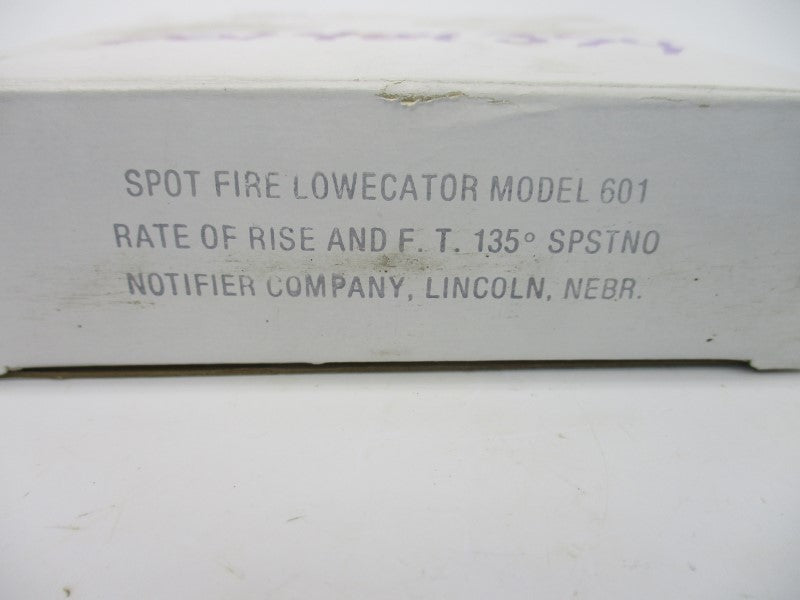 SPOT FIRE LOWECATOR MODEL 601
RATE OF RISE AND F. T. 135° SPSTNO
NOTIFIER COMPANY, LINCOLN, NEBR.